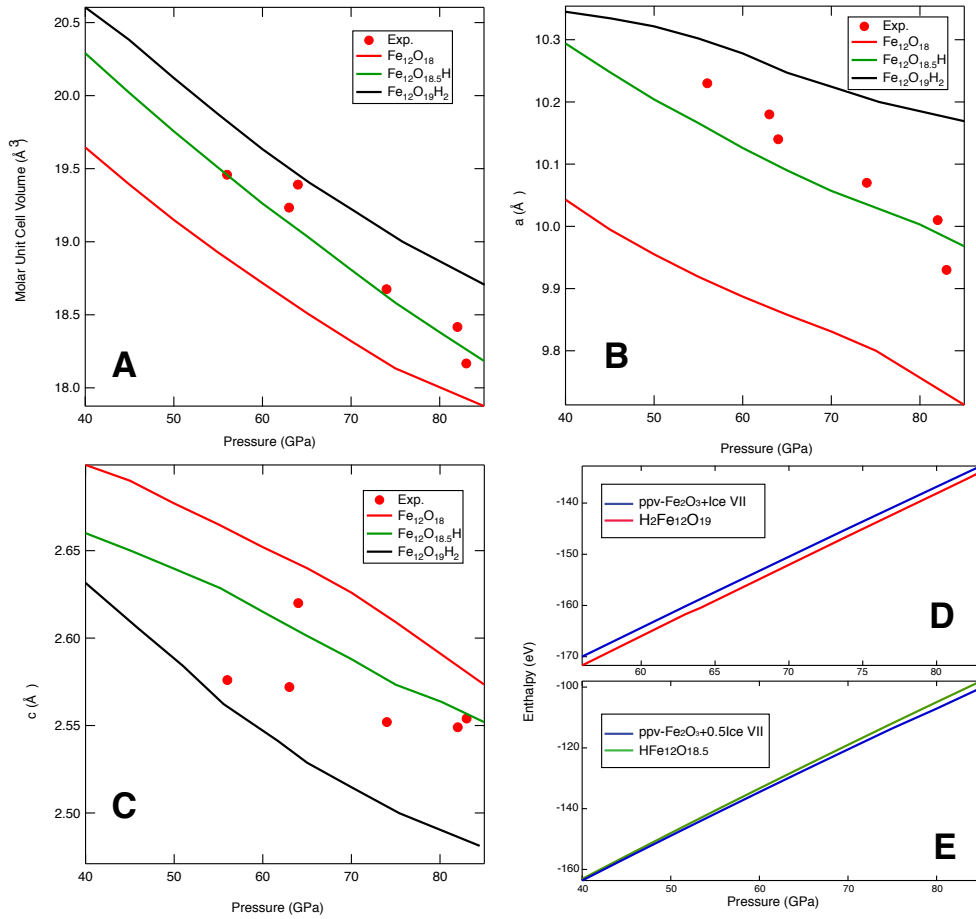 20.5
20.0
19.5
19.0
18.5
18.0
Molar Unit Cell Volume (Å³)
40 50 60 70 80
Pressure (GPa)
Exp.
Fe₁₂O₁₈
Fe₁₂O₁₈.₅H
Fe₁₂O₁₉H₂
A
10.3
10.2
10.1
10.0
9.9
9.8
a (Å)
40 50 60 70 80
Pressure (GPa)
Exp.
Fe₁₂O₁₈
Fe₁₂O₁₈.₅H
Fe₁₂O₁₉H₂
B
2.65
2.60
2.55
2.50
c (Å)
40 50 60 70 80
Pressure (GPa)
Exp.
Fe₁₂O₁₈
Fe₁₂O₁₈.₅H
Fe₁₂O₁₉H₂
C
-140
-150
-160
-170
60 65 70 75 80
ppv-Fe₂O₃+Ice VII
H₂Fe₁₂O₁₉
D
Enthalpy (eV)
-100
-120
-140
-160
40 50 60 70 80
Pressure (GPa)
ppv-Fe₂O₃+0.5Ice VII
HFe₁₂O₁₈.₅
E